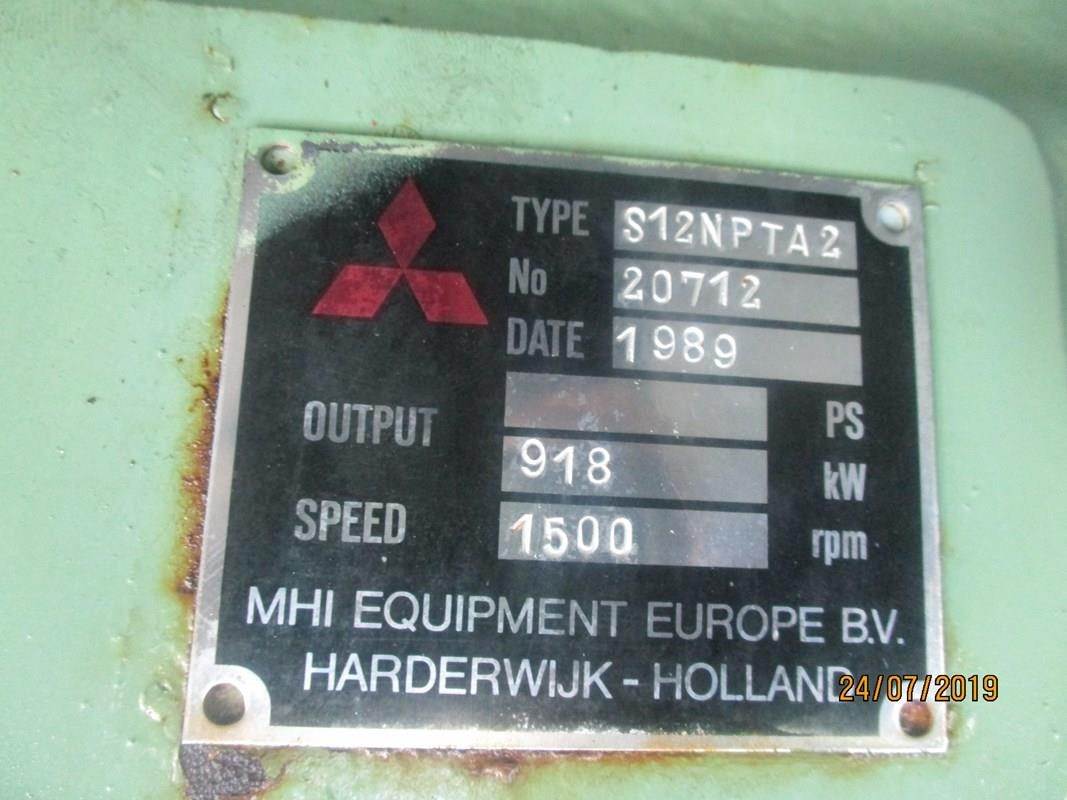 TYPE S12NPTA2
No 20712
DATE 1989
OUTPUT PS
918 kW
SPEED 1500 rpm
MHI EQUIPMENT EUROPE B.V.
HARDERWIJK - HOLLAND
24/07/2019